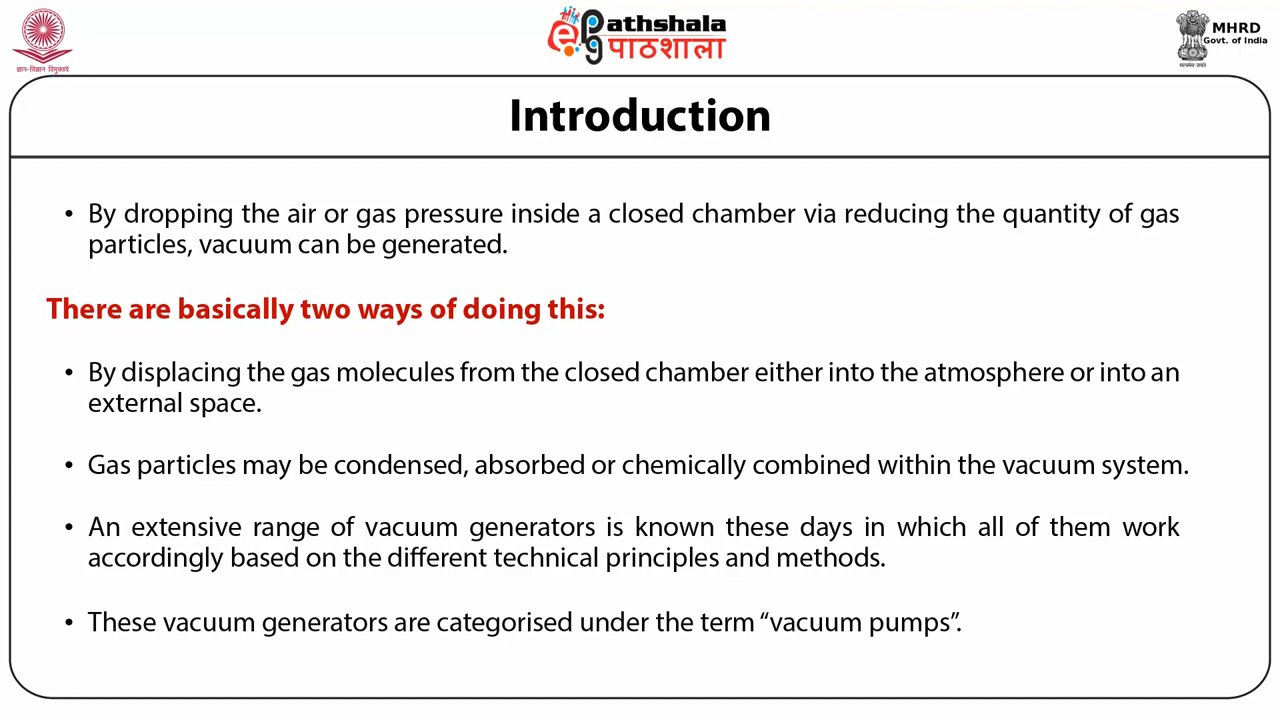 ज्ञान-विज्ञान विमुक्तये
ePathshala
पाठशाला
MHRD
Govt. of India
सत्यमेव जयते
Introduction
• By dropping the air or gas pressure inside a closed chamber via reducing the quantity of gas
particles, vacuum can be generated.
There are basically two ways of doing this:
• By displacing the gas molecules from the closed chamber either into the atmosphere or into an
external space.
• Gas particles may be condensed, absorbed or chemically combined within the vacuum system.
• An extensive range of vacuum generators is known these days in which all of them work
accordingly based on the different technical principles and methods.
• These vacuum generators are categorised under the term “vacuum pumps”.